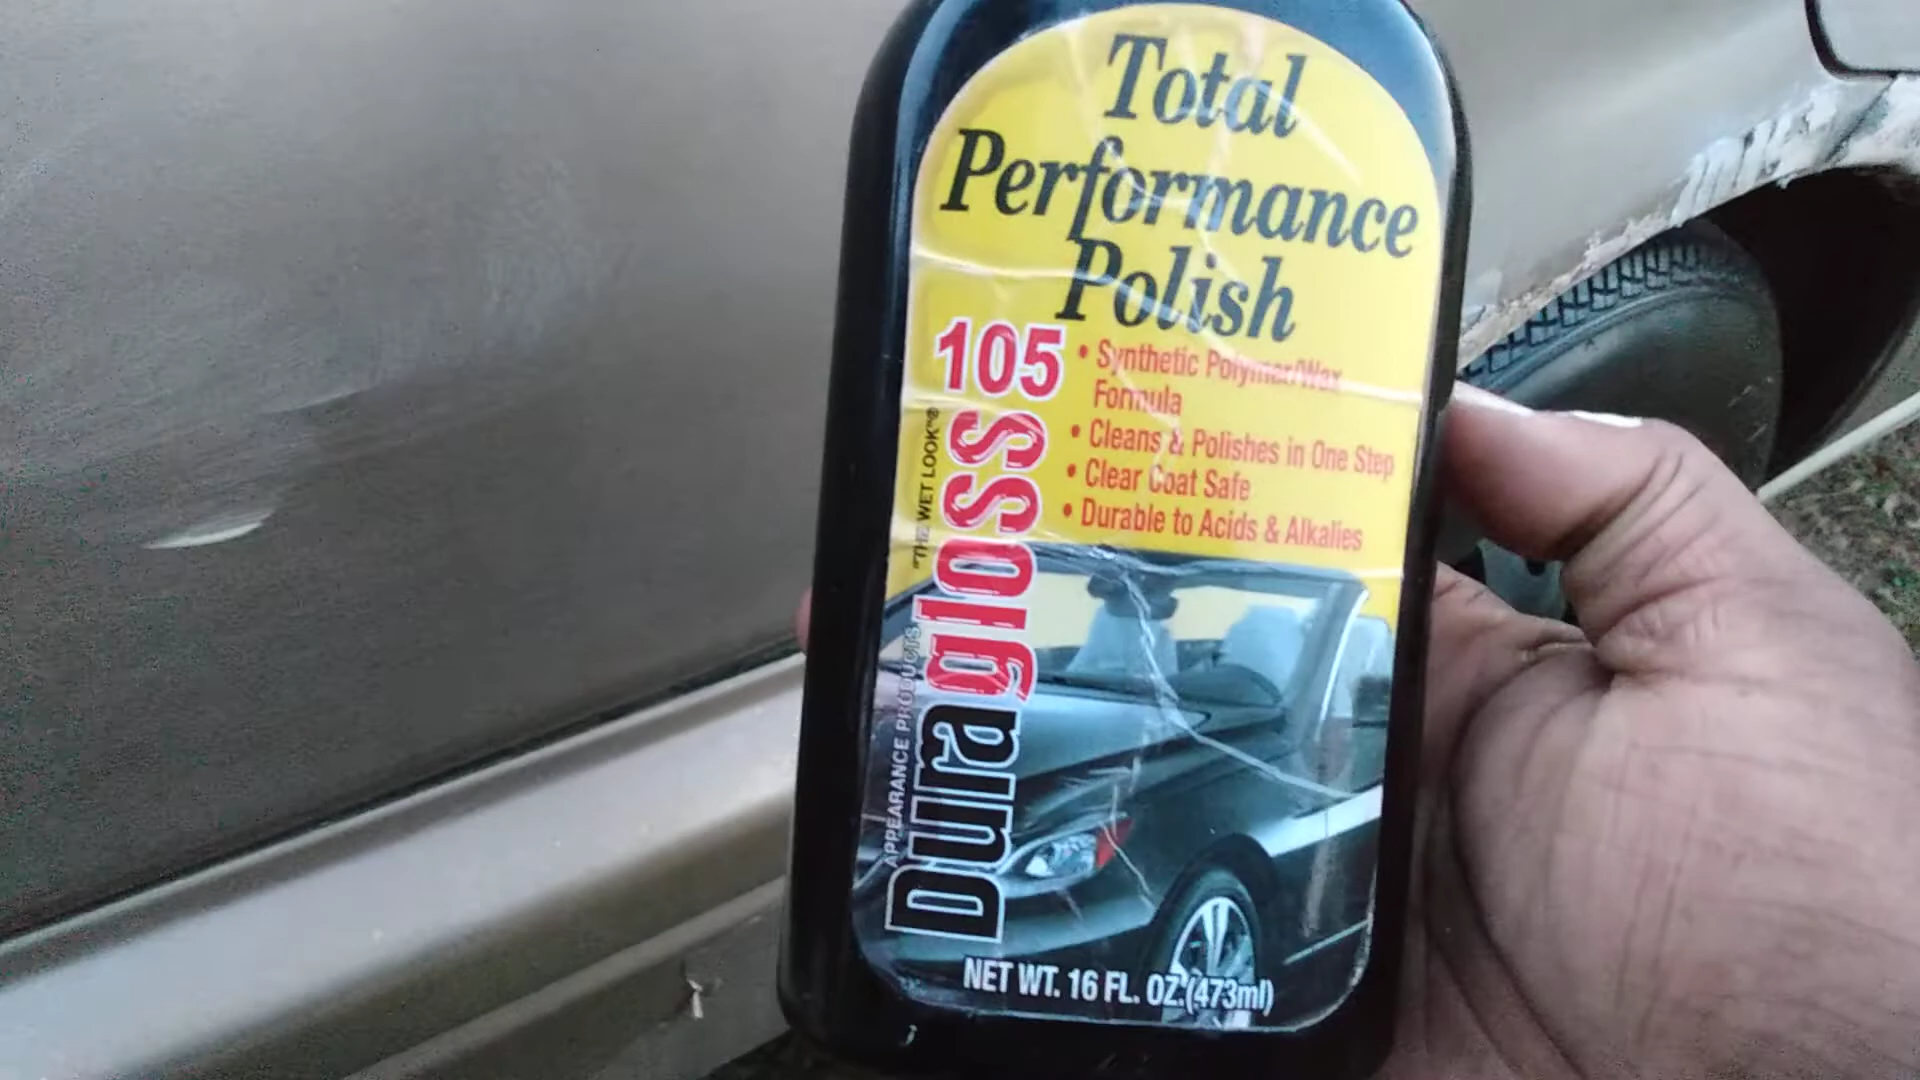 Total
Performance
Polish
105
• Synthetic Polymer/Wax
Formula
• Cleans & Polishes in One Step
• Clear Coat Safe
• Durable to Acids & Alkalies
"THE WET LOOK"®
Duragloss
APPEARANCE PRODUCTS
NET WT. 16 FL. OZ.(473ml)